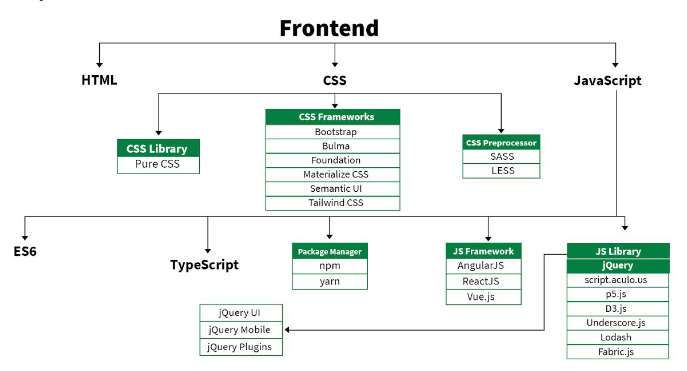 Frontend
HTML
CSS
JavaScript
CSS Library
Pure CSS
CSS Frameworks
Bootstrap
Bulma
Foundation
Materialize CSS
Semantic UI
Tailwind CSS
CSS Preprocessor
SASS
LESS
ES6
TypeScript
Package Manager
npm
yarn
JS Framework
AngularJS
ReactJS
Vue.js
JS Library
jQuery
script.aculo.us
p5.js
D3.js
Underscore.js
Lodash
Fabric.js
jQuery UI
jQuery Mobile
jQuery Plugins